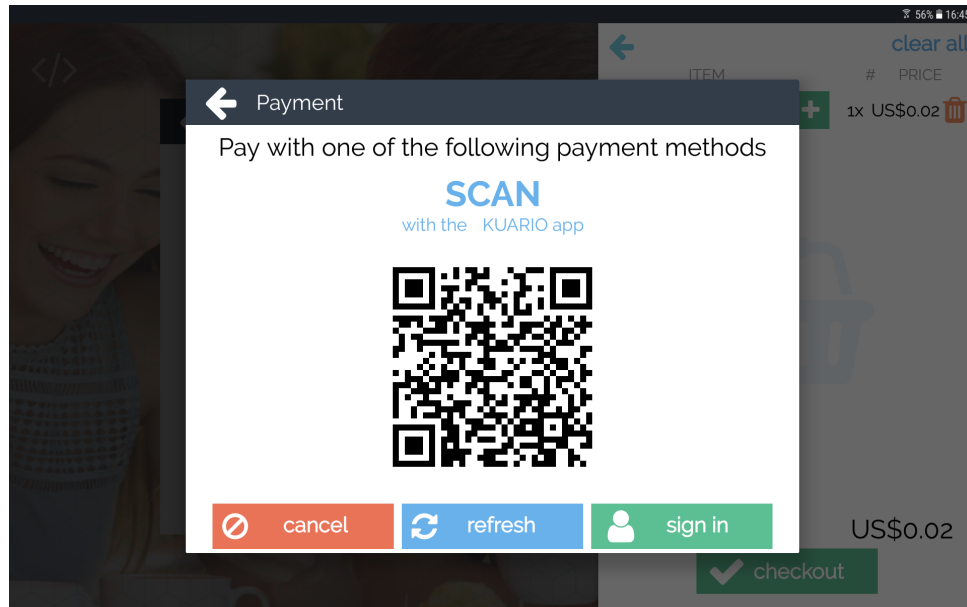 56% 16:45
clear all
ITEM # PRICE
</>
Payment
1x US$0.02
Pay with one of the following payment methods
SCAN
with the KUARIO app
cancel
refresh
sign in
US$0.02
checkout